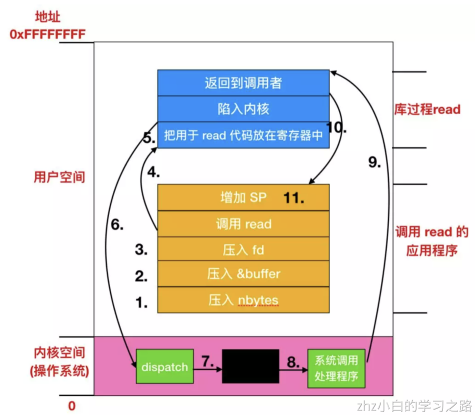 地址
0xFFFFFFFF
返回到调用者
陷入内核
10.
5.
把用于 read 代码放在寄存器中
库过程read
4.
9.
用户空间
增加 SP
11.
6.
调用 read
调用 read 的
应用程序
3.
压入 fd
2.
压入 &buffer
1.
压入 nbytes
内核空间
(操作系统)
dispatch
7.
8.
系统调用
处理程序
0
zhz小白的学习之路